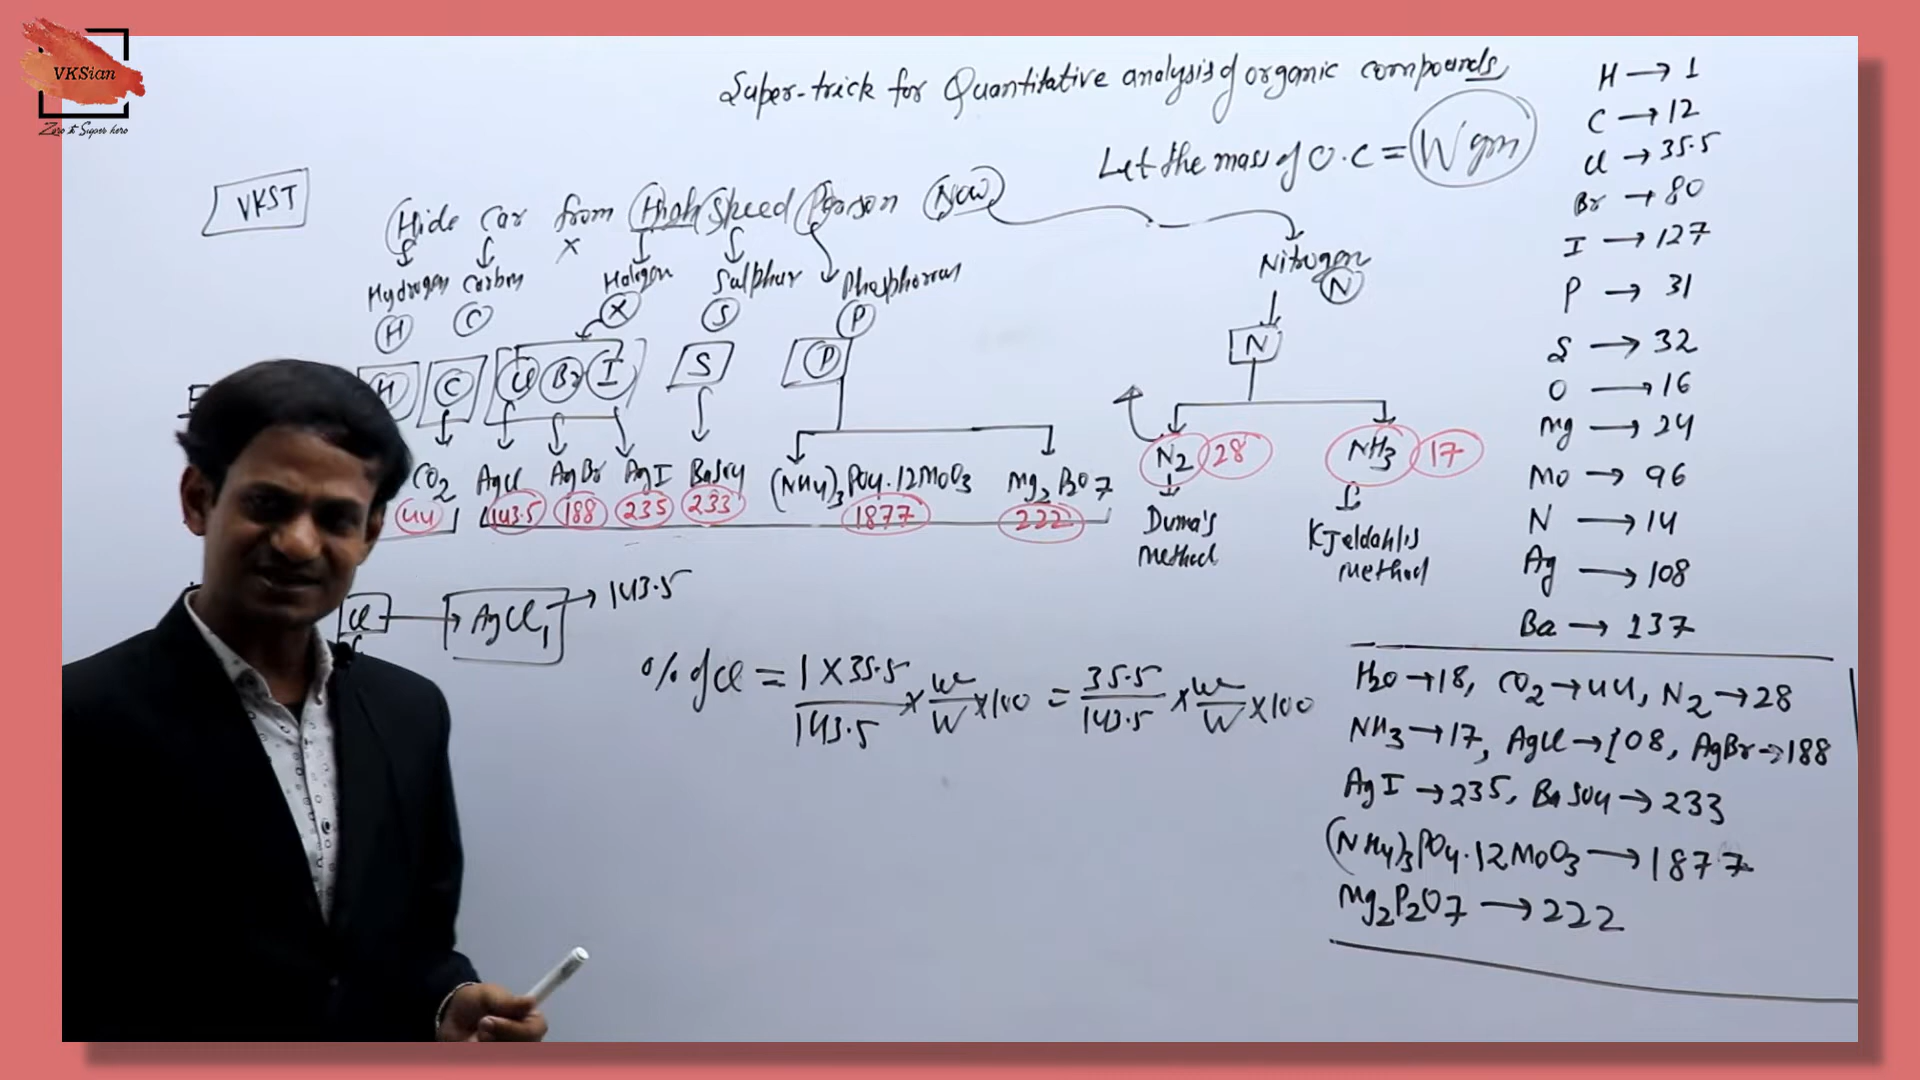 VKSian
Zero to Super hero
Super-trick for Quantitative analysis of organic compounds
Let the mass of O.C = W gm
VKST
Hide car from High Speed Person Now
x
Hydrogen Carbon Halogen Sulphur Phosphorous Nitrogen
H C X S P N
H C Cl Br I S P N
CO2 AgCl AgBr AgI BaSO4 (NH4)3PO4.12MoO3 Mg2P2O7 N2 28 NH3 17
44 143.5 188 235 233 1877 222
Duma's method
Kjeldahl's method
Cl → AgCl1 → 143.5
% of Cl = 1 X 35.5 / 143.5 x w/W x 100 = 35.5 / 143.5 x w/W x 100
H → 1
C → 12
Cl → 35.5
Br → 80
I → 127
P → 31
S → 32
O → 16
Mg → 24
Mo → 96
N → 14
Ag → 108
Ba → 137
H2O → 18, CO2 → 44, N2 → 28
NH3 → 17, AgCl → 108, AgBr → 188
AgI → 235, BaSO4 → 233
(NH4)3PO4.12MoO3 → 1877
Mg2P2O7 → 222